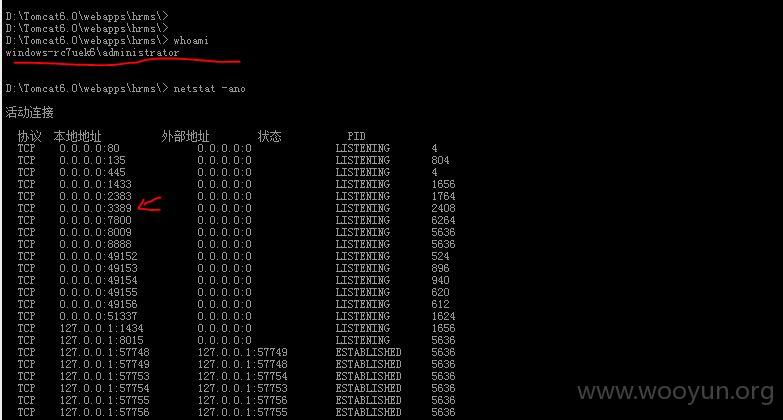 D:\Tomcat6.0\webapps\hrms\>
D:\Tomcat6.0\webapps\hrms\>
D:\Tomcat6.0\webapps\hrms\> whoami
windows-rc7uek6\administrator
D:\Tomcat6.0\webapps\hrms\> netstat -ano
活动连接
协议 本地地址 外部地址 状态 PID
TCP 0.0.0.0:80 0.0.0.0:0 LISTENING 4
TCP 0.0.0.0:135 0.0.0.0:0 LISTENING 804
TCP 0.0.0.0:445 0.0.0.0:0 LISTENING 4
TCP 0.0.0.0:1433 0.0.0.0:0 LISTENING 1656
TCP 0.0.0.0:2383 0.0.0.0:0 LISTENING 1764
TCP 0.0.0.0:3389 0.0.0.0:0 LISTENING 2408
TCP 0.0.0.0:7800 0.0.0.0:0 LISTENING 6264
TCP 0.0.0.0:8009 0.0.0.0:0 LISTENING 5636
TCP 0.0.0.0:8888 0.0.0.0:0 LISTENING 5636
TCP 0.0.0.0:49152 0.0.0.0:0 LISTENING 524
TCP 0.0.0.0:49153 0.0.0.0:0 LISTENING 896
TCP 0.0.0.0:49154 0.0.0.0:0 LISTENING 940
TCP 0.0.0.0:49155 0.0.0.0:0 LISTENING 620
TCP 0.0.0.0:49156 0.0.0.0:0 LISTENING 612
TCP 0.0.0.0:51337 0.0.0.0:0 LISTENING 1624
TCP 127.0.0.1:1434 0.0.0.0:0 LISTENING 1656
TCP 127.0.0.1:8015 0.0.0.0:0 LISTENING 5636
TCP 127.0.0.1:57748 127.0.0.1:57749 ESTABLISHED 5636
TCP 127.0.0.1:57749 127.0.0.1:57748 ESTABLISHED 5636
TCP 127.0.0.1:57753 127.0.0.1:57754 ESTABLISHED 5636
TCP 127.0.0.1:57754 127.0.0.1:57753 ESTABLISHED 5636
TCP 127.0.0.1:57755 127.0.0.1:57756 ESTABLISHED 5636
TCP 127.0.0.1:57756 127.0.0.1:57755 ESTABLISHED 5636
www.wooyun.org